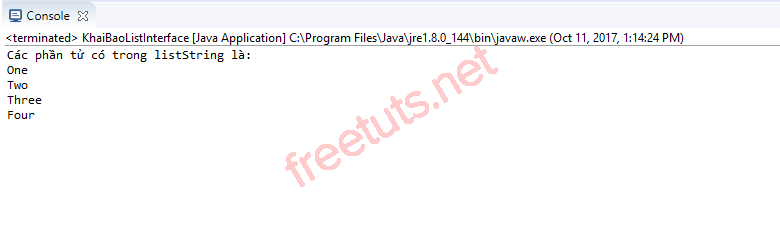 Console
<terminated> KhaiBaoListInterface [Java Application] C:\Program Files\Java\jre1.8.0_144\bin\javaw.exe (Oct 11, 2017, 1:14:24 PM)
Các phần tử có trong listString là:
One
Two
Three
Four
freetuts.net